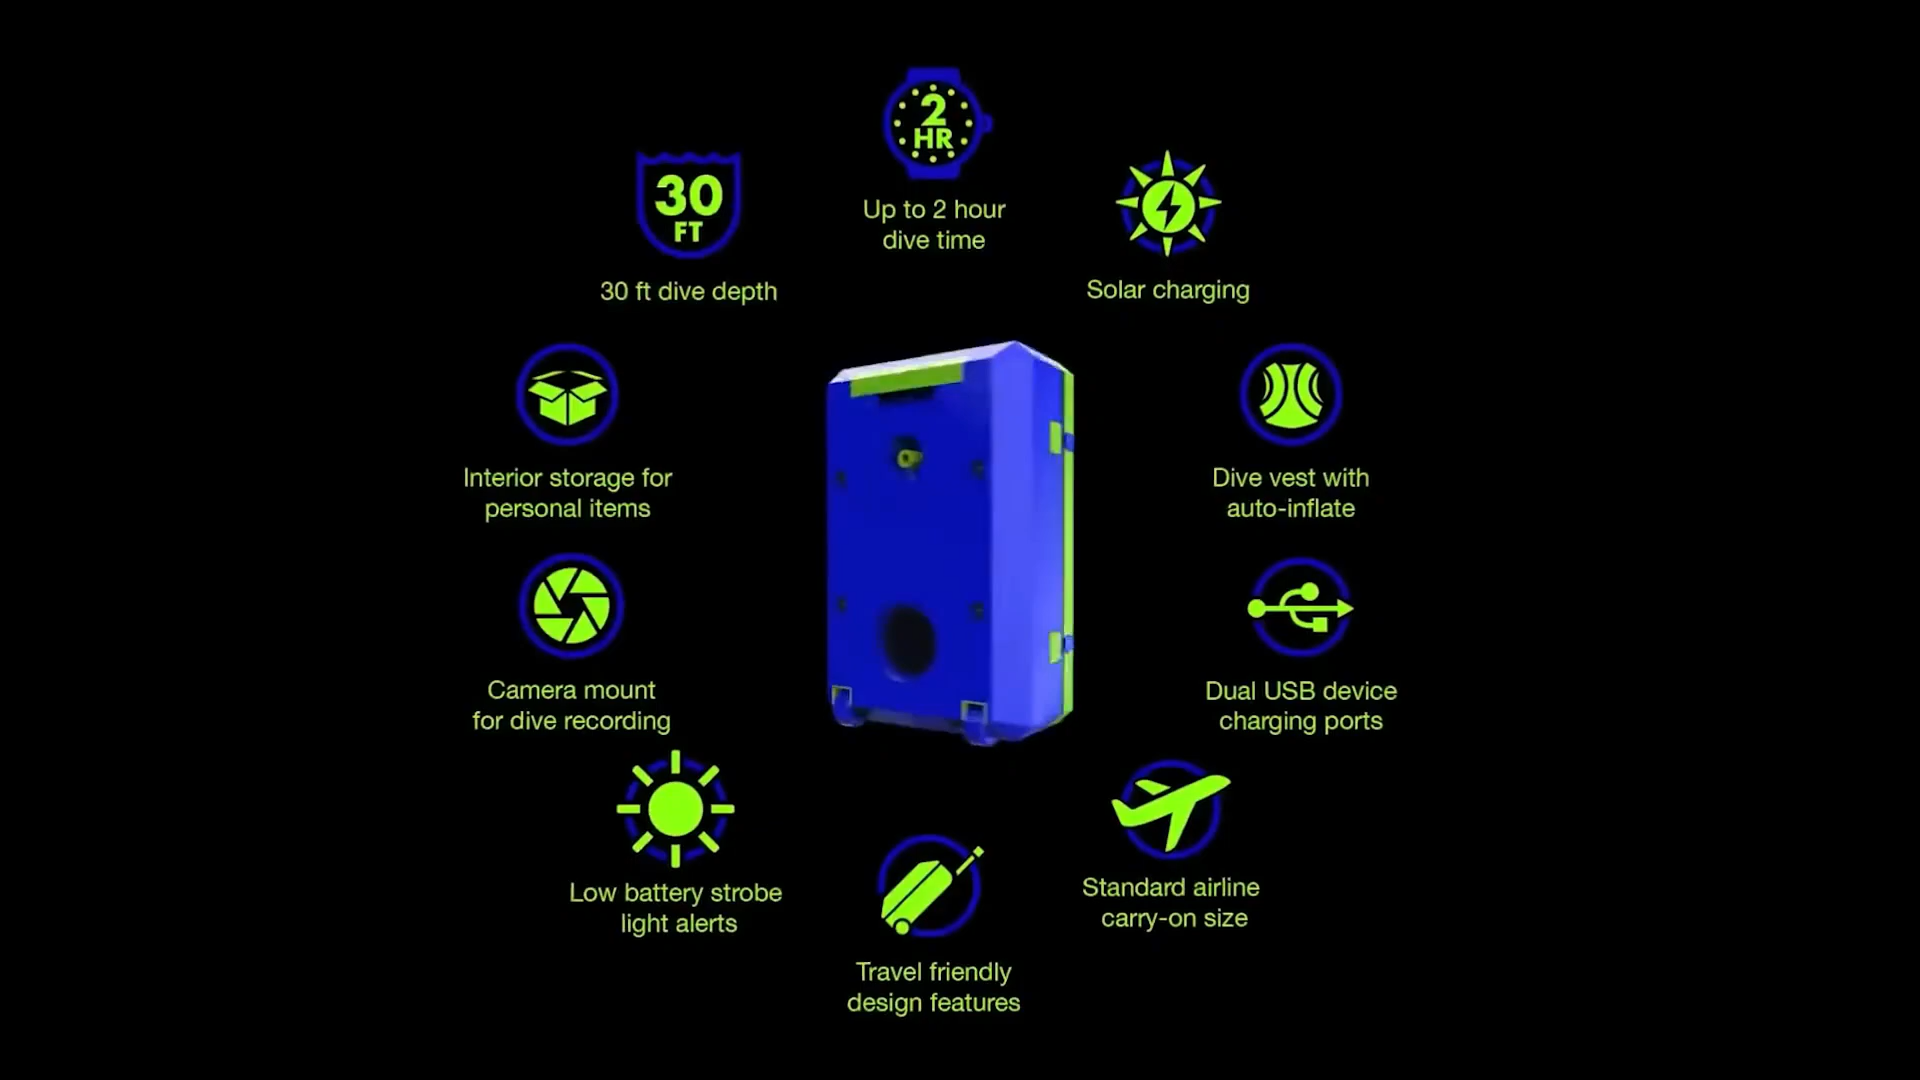 2
HR
Up to 2 hour
dive time
30
FT
30 ft dive depth
Solar charging
Interior storage for
personal items
Dive vest with
auto-inflate
Camera mount
for dive recording
Dual USB device
charging ports
Low battery strobe
light alerts
Standard airline
carry-on size
Travel friendly
design features